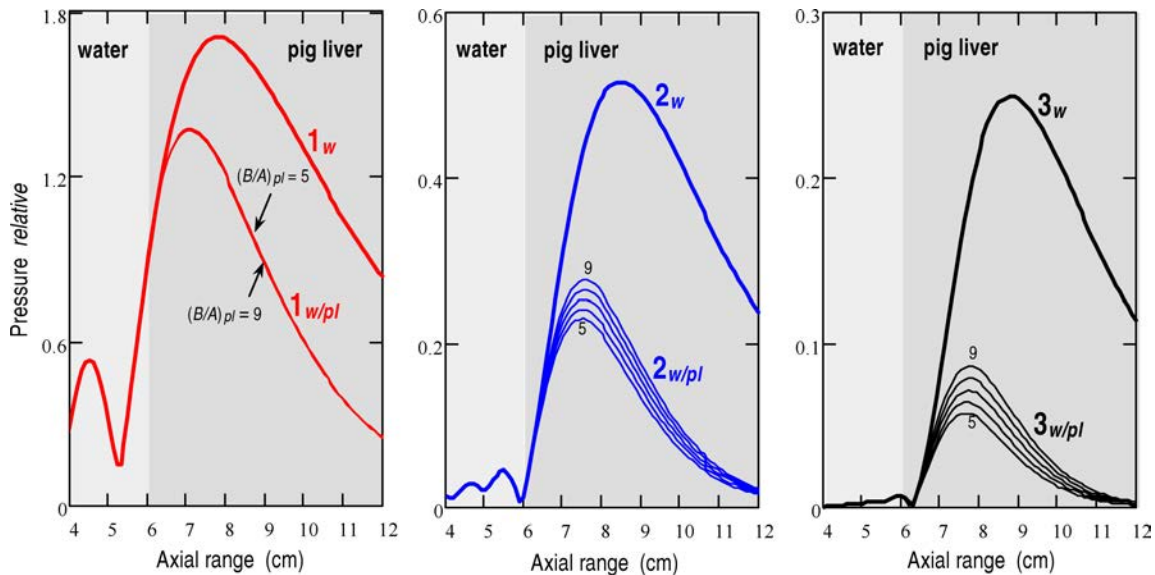 Pressure relative
1.8
1.2
0.6
0
water
pig liver
1w
(B/A)pl = 5
(B/A)pl = 9
1w/pl
4 5 6 7 8 9 10 11 12
Axial range (cm)
0.6
0.4
0.2
0
water
pig liver
2w
9
5
2w/pl
4 5 6 7 8 9 10 11 12
Axial range (cm)
0.3
0.2
0.1
0
water
pig liver
3w
9
5
3w/pl
4 5 6 7 8 9 10 11 12
Axial range (cm)